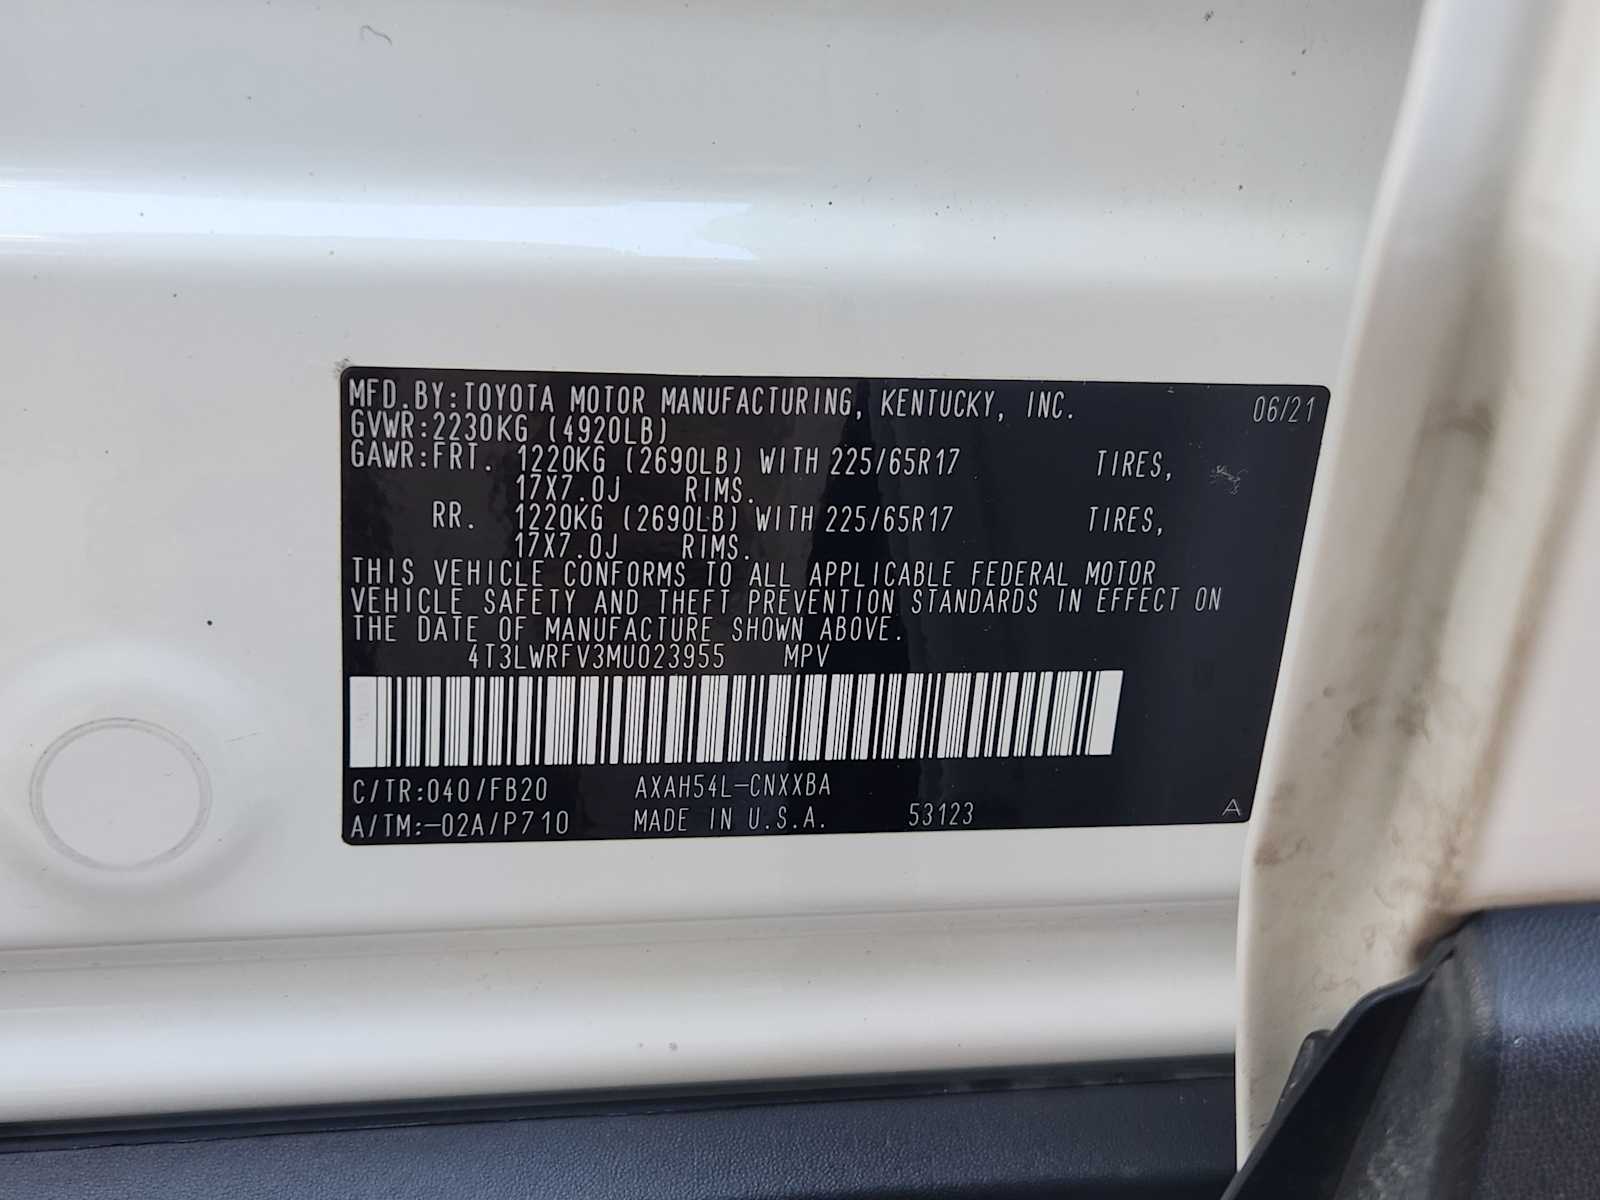 MFD.BY:TOYOTA MOTOR MANUFACTURING, KENTUCKY, INC. 06/21
GVWR:2230KG (4920LB)
GAWR:FRT. 1220KG (2690LB) WITH 225/65R17 TIRES,
17X7.0J RIMS.
RR. 1220KG (2690LB) WITH 225/65R17 TIRES,
17X7.0J RIMS.
THIS VEHICLE CONFORMS TO ALL APPLICABLE FEDERAL MOTOR
VEHICLE SAFETY AND THEFT PREVENTION STANDARDS IN EFFECT ON
THE DATE OF MANUFACTURE SHOWN ABOVE.
4T3LWRFV3MU023955 MPV
C/TR:040/FB20 AXAH54L-CNXXBA
A/TM:-02A/P710 MADE IN U.S.A. 53123 A